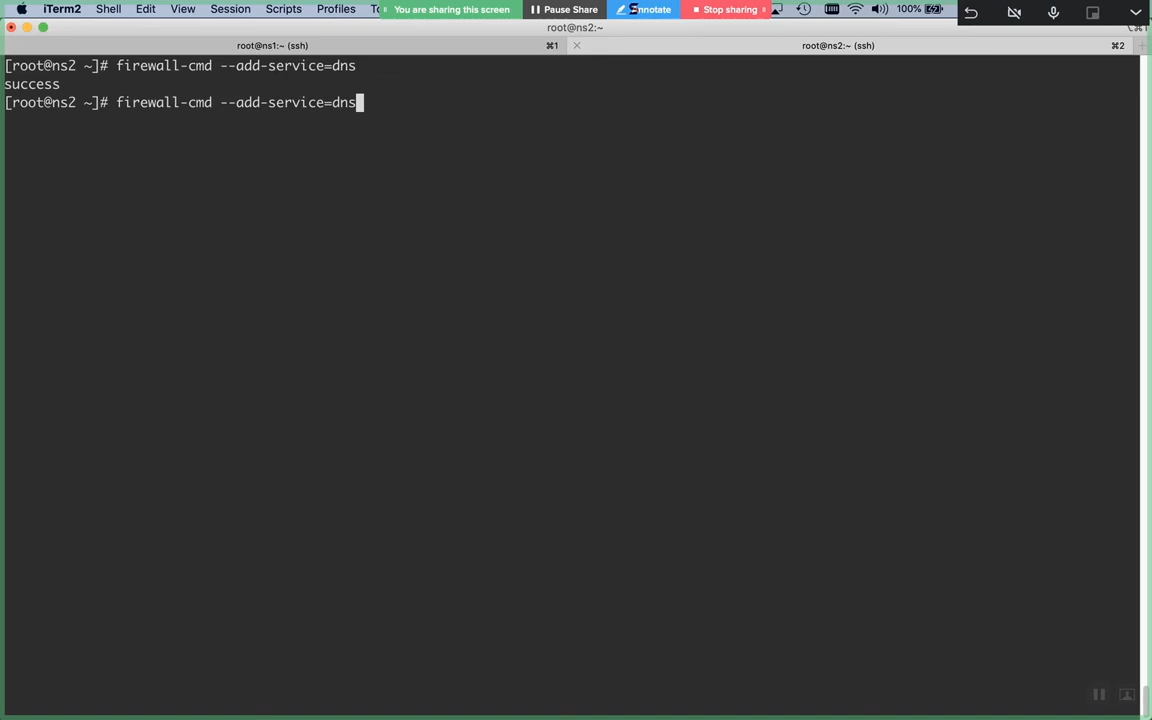 iTerm2 Shell Edit View Session Scripts Profiles You are sharing this screen Pause Share Annotate Stop sharing 100%
root@ns2:~
root@ns1:~ (ssh) ⌘1 root@ns2:~ (ssh) ⌘2
[root@ns2 ~]# firewall-cmd --add-service=dns
success
[root@ns2 ~]# firewall-cmd --add-service=dns